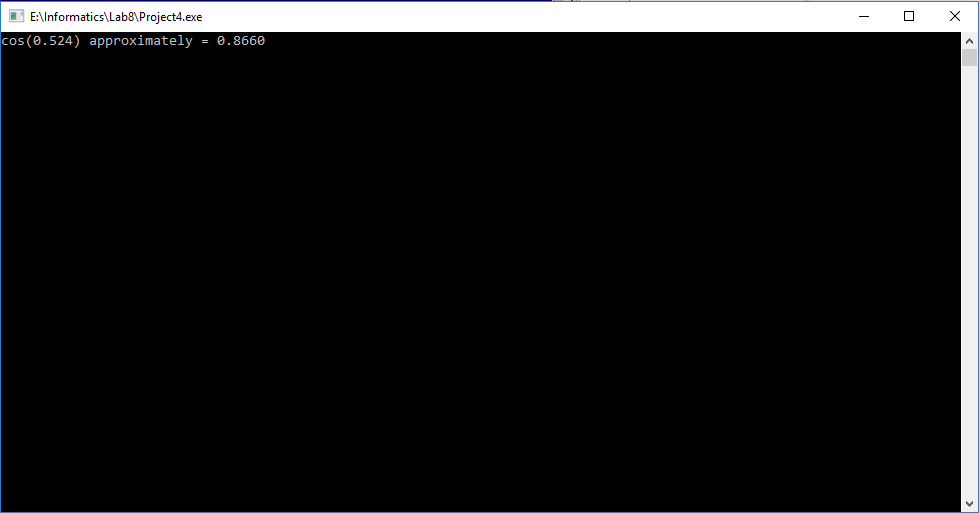 E:\Informatics\Lab8\Project4.exe
cos(0.524) approximately = 0.8660